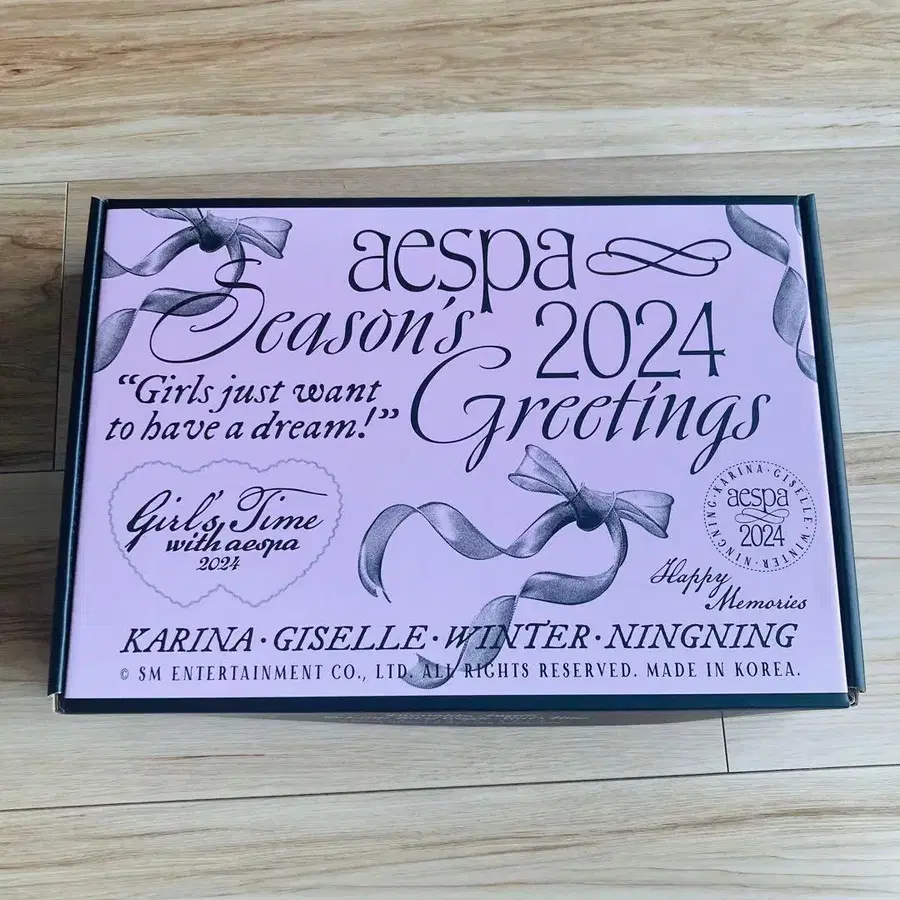 aespa
Season's 2024
Greetings
“Girls just want
to have a dream!”
Girl's Time
with aespa
2024
KARINA · GISELLE · WINTER · NINGNING ·
aespa
2024
Happy
Memories
KARINA · GISELLE · WINTER · NINGNING
© SM ENTERTAINMENT CO., LTD. ALL RIGHTS RESERVED. MADE IN KOREA.